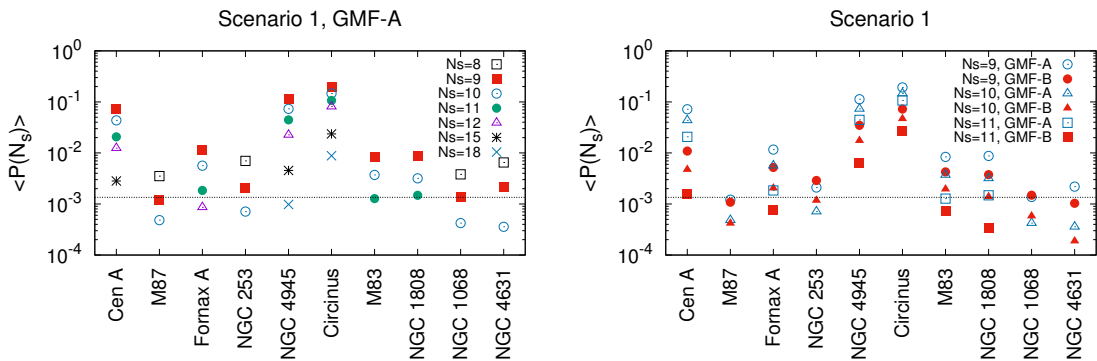 Scenario 1, GMF-A
<P(N_s)>
10^0
10^-1
10^-2
10^-3
10^-4
Ns=8
Ns=9
Ns=10
Ns=11
Ns=12
Ns=15
Ns=18
Cen A
M87
Fornax A
NGC 253
NGC 4945
Circinus
M83
NGC 1808
NGC 1068
NGC 4631
Scenario 1
<P(N_s)>
10^0
10^-1
10^-2
10^-3
10^-4
Ns=9, GMF-A
Ns=9, GMF-B
Ns=10, GMF-A
Ns=10, GMF-B
Ns=11, GMF-A
Ns=11, GMF-B
Cen A
M87
Fornax A
NGC 253
NGC 4945
Circinus
M83
NGC 1808
NGC 1068
NGC 4631